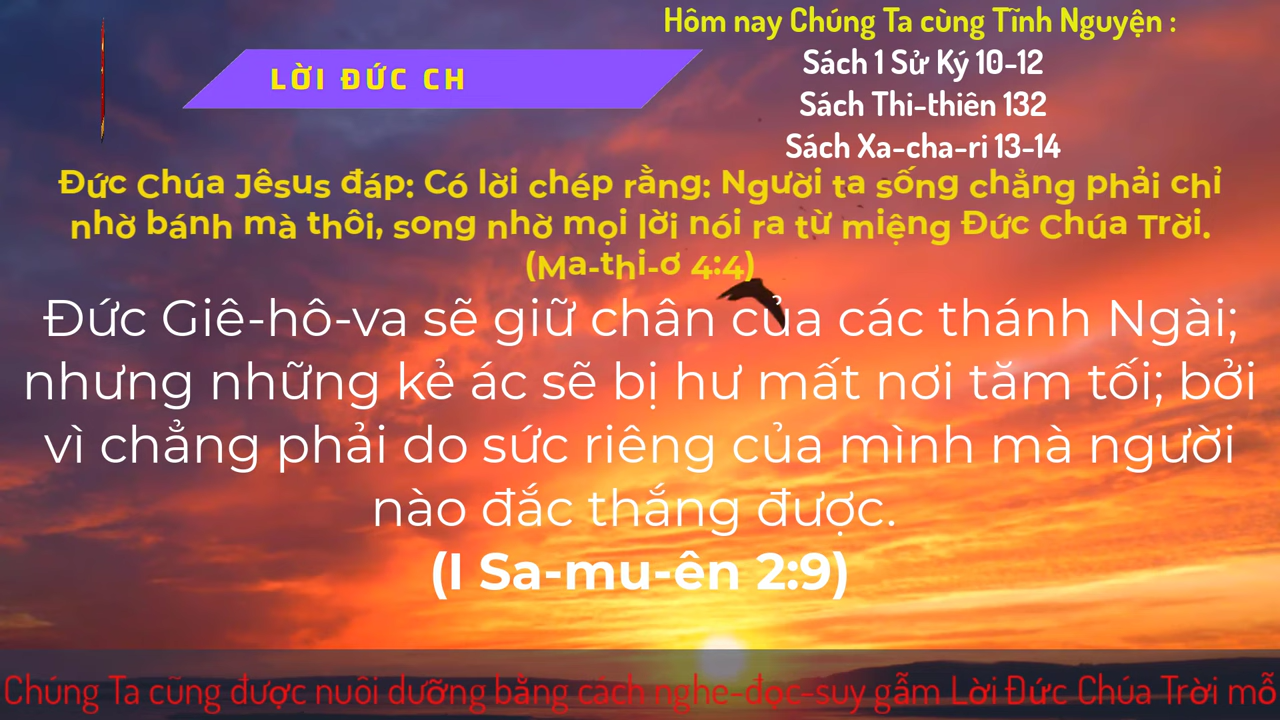 Hôm nay Chúng Ta cùng Tĩnh Nguyện :
LỜI ĐỨC CH
Sách 1 Sử Ký 10-12
Sách Thi-thiên 132
Sách Xa-cha-ri 13-14
Đức Chúa Jêsus đáp: Có lời chép rằng: Người ta sống chẳng phải chỉ
nhờ bánh mà thôi, song nhờ mọi lời nói ra từ miệng Đức Chúa Trời.
(Ma-thi-ơ 4:4)
Đức Giê-hô-va sẽ giữ chân của các thánh Ngài;
nhưng những kẻ ác sẽ bị hư mất nơi tăm tối; bởi
vì chẳng phải do sức riêng của mình mà người
nào đắc thắng được.
(I Sa-mu-ên 2:9)
Chúng Ta cũng được nuôi dưỡng bằng cách nghe-đọc-suy gẫm Lời Đức Chúa Trời mỗ